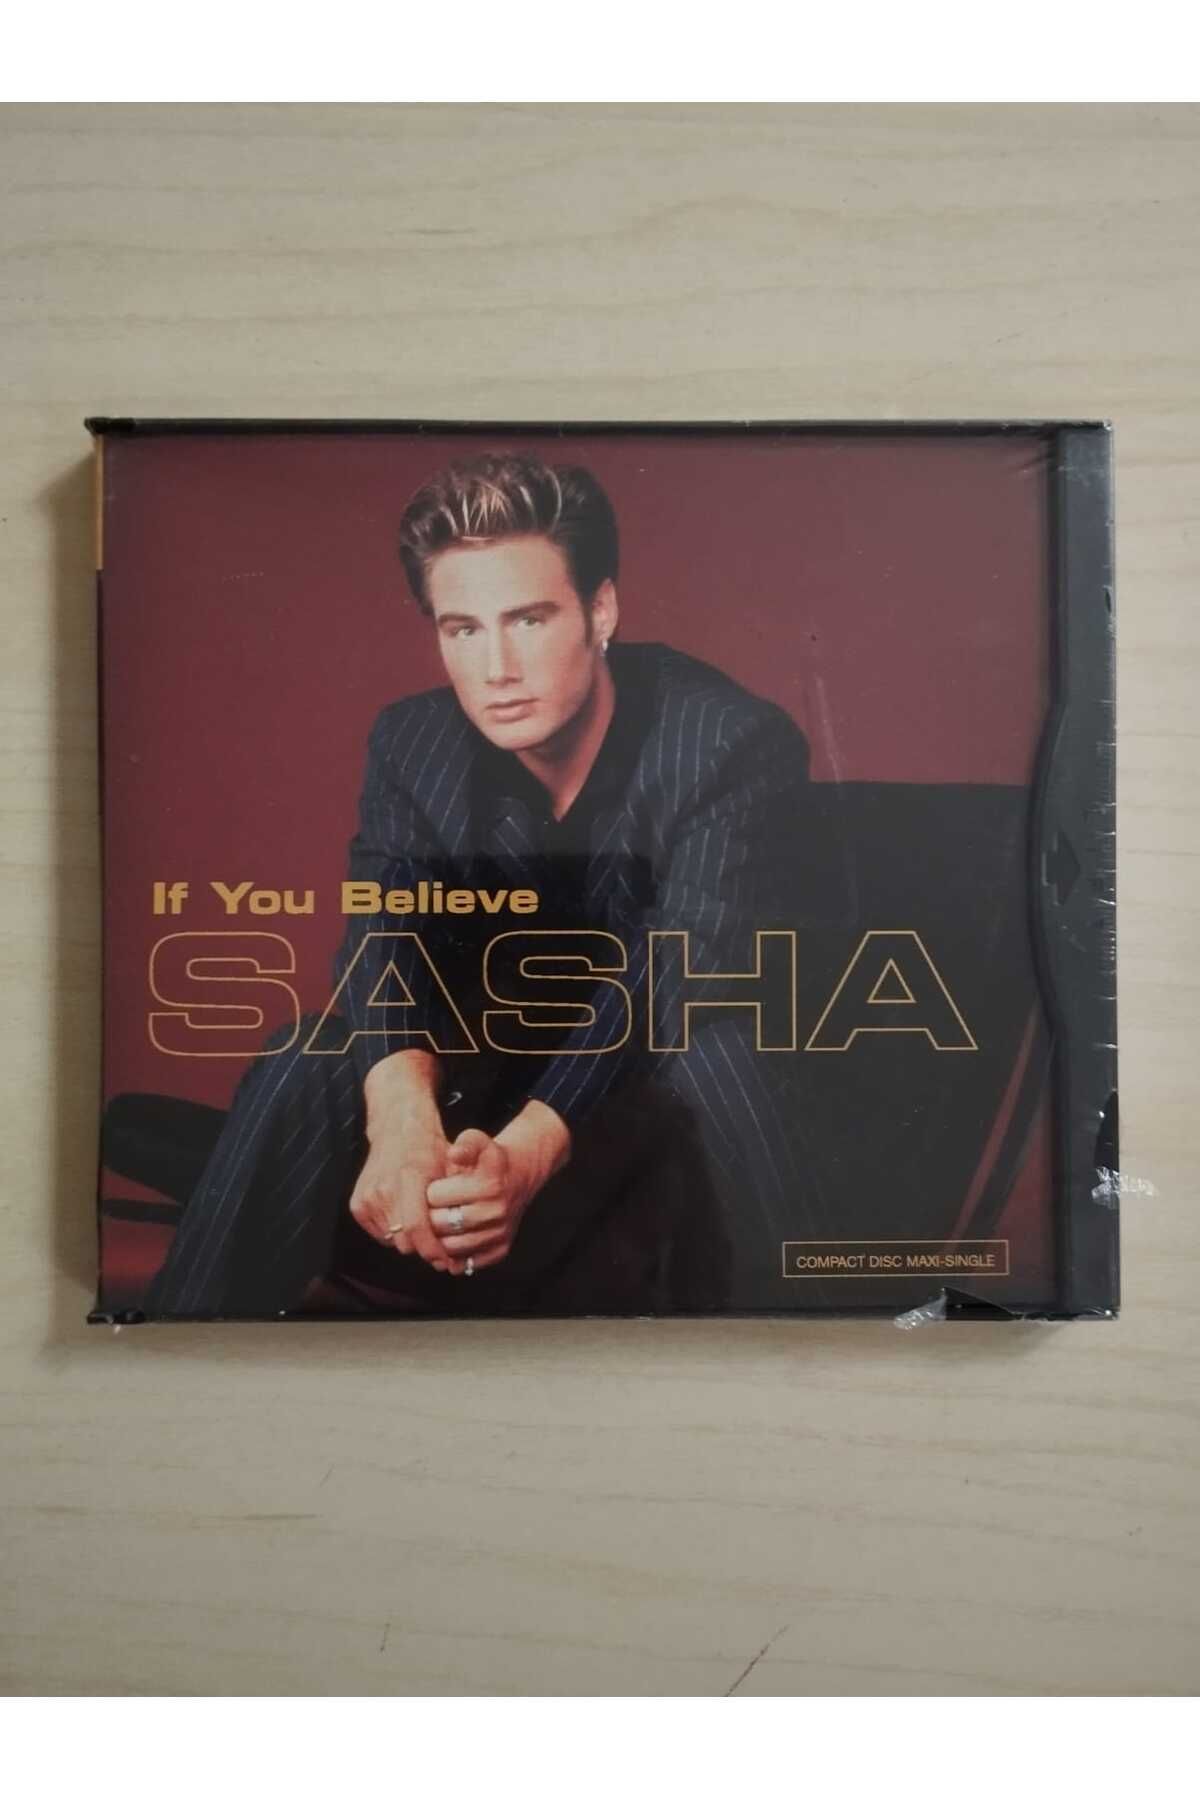 If You Believe
SASHA
COMPACT DISC MAXI-SINGLE